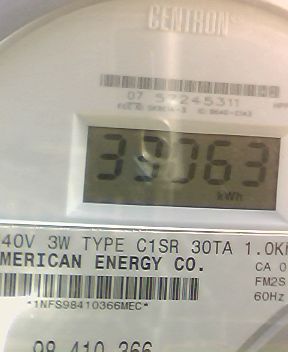 CENTRON
07 57245311
39063
kWh
40V 3W TYPE C1SR 30TA 1.0K
MERICAN ENERGY CO.
CA 0
FM2S
60Hz
*1NFS98410366MEC*
98 410 366